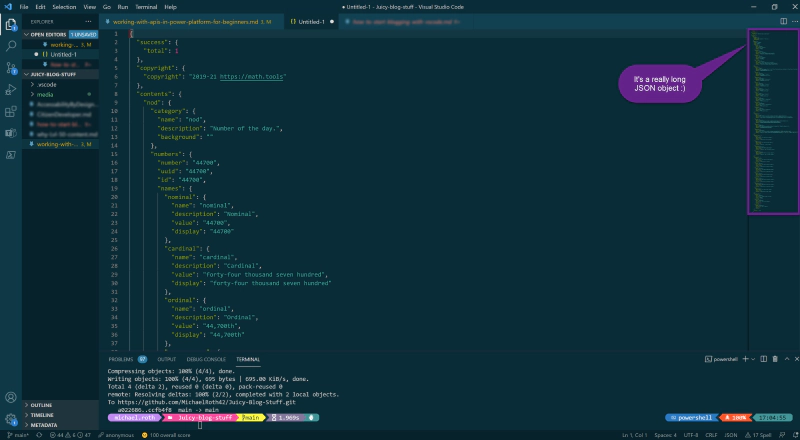 File Edit Selection View Go Run Terminal Help
● Untitled-1 - Juicy-blog-stuff - Visual Studio Code
EXPLORER
working-with-apis-in-power-platform-for-beginners.md 3, M
{} Untitled-1 ●
OPEN EDITORS 1 UNSAVED
working-... 3, M
● {} Untitled-1
JUICY-BLOG-STUFF
.vscode
media
working-with-... 3, M
OUTLINE
TIMELINE
METADATA
1 {
2 "success": {
3 "total": 1
4 },
5 "copyright": {
6 "copyright": "2019-21 https://math.tools"
7 },
8 "contents": {
9 "nod": {
10 "category": {
11 "name": "nod",
12 "description": "Number of the day.",
13 "background": ""
14 },
15 "numbers": {
16 "number": "44700",
17 "uuid": "44700",
18 "id": "44700",
19 "names": {
20 "nominal": {
21 "name": "nominal",
22 "description": "Nominal",
23 "value": "44700",
24 "display": "44700"
25 },
26 "cardinal": {
27 "name": "cardinal",
28 "description": "Cardinal",
29 "value": "forty-four thousand seven hundred",
30 "display": "forty-four thousand seven hundred"
31 },
32 "ordinal": {
33 "name": "ordinal",
34 "description": "Ordinal",
35 "value": "44,700th",
36 "display": "44,700th"
37 },
It's a really long
JSON object :)
PROBLEMS 97 OUTPUT DEBUG CONSOLE TERMINAL
powershell
Compressing objects: 100% (4/4), done.
Writing objects: 100% (4/4), 695 bytes | 695.00 KiB/s, done.
Total 4 (delta 2), reused 0 (delta 0), pack-reused 0
remote: Resolving deltas: 100% (2/2), completed with 2 local objects.
To https://github.com/MichaelRoth42/Juicy-Blog-Stuff.git
a022686..ccfb4f8 main -> main
michael.roth Juicy-blog-stuff main 1.969s
powershell 100% 17:04:55
main* 44 6 47 anonymous 100 overall score
Ln 1, Col 1 Spaces: 4 UTF-8 CRLF JSON 17 Spell